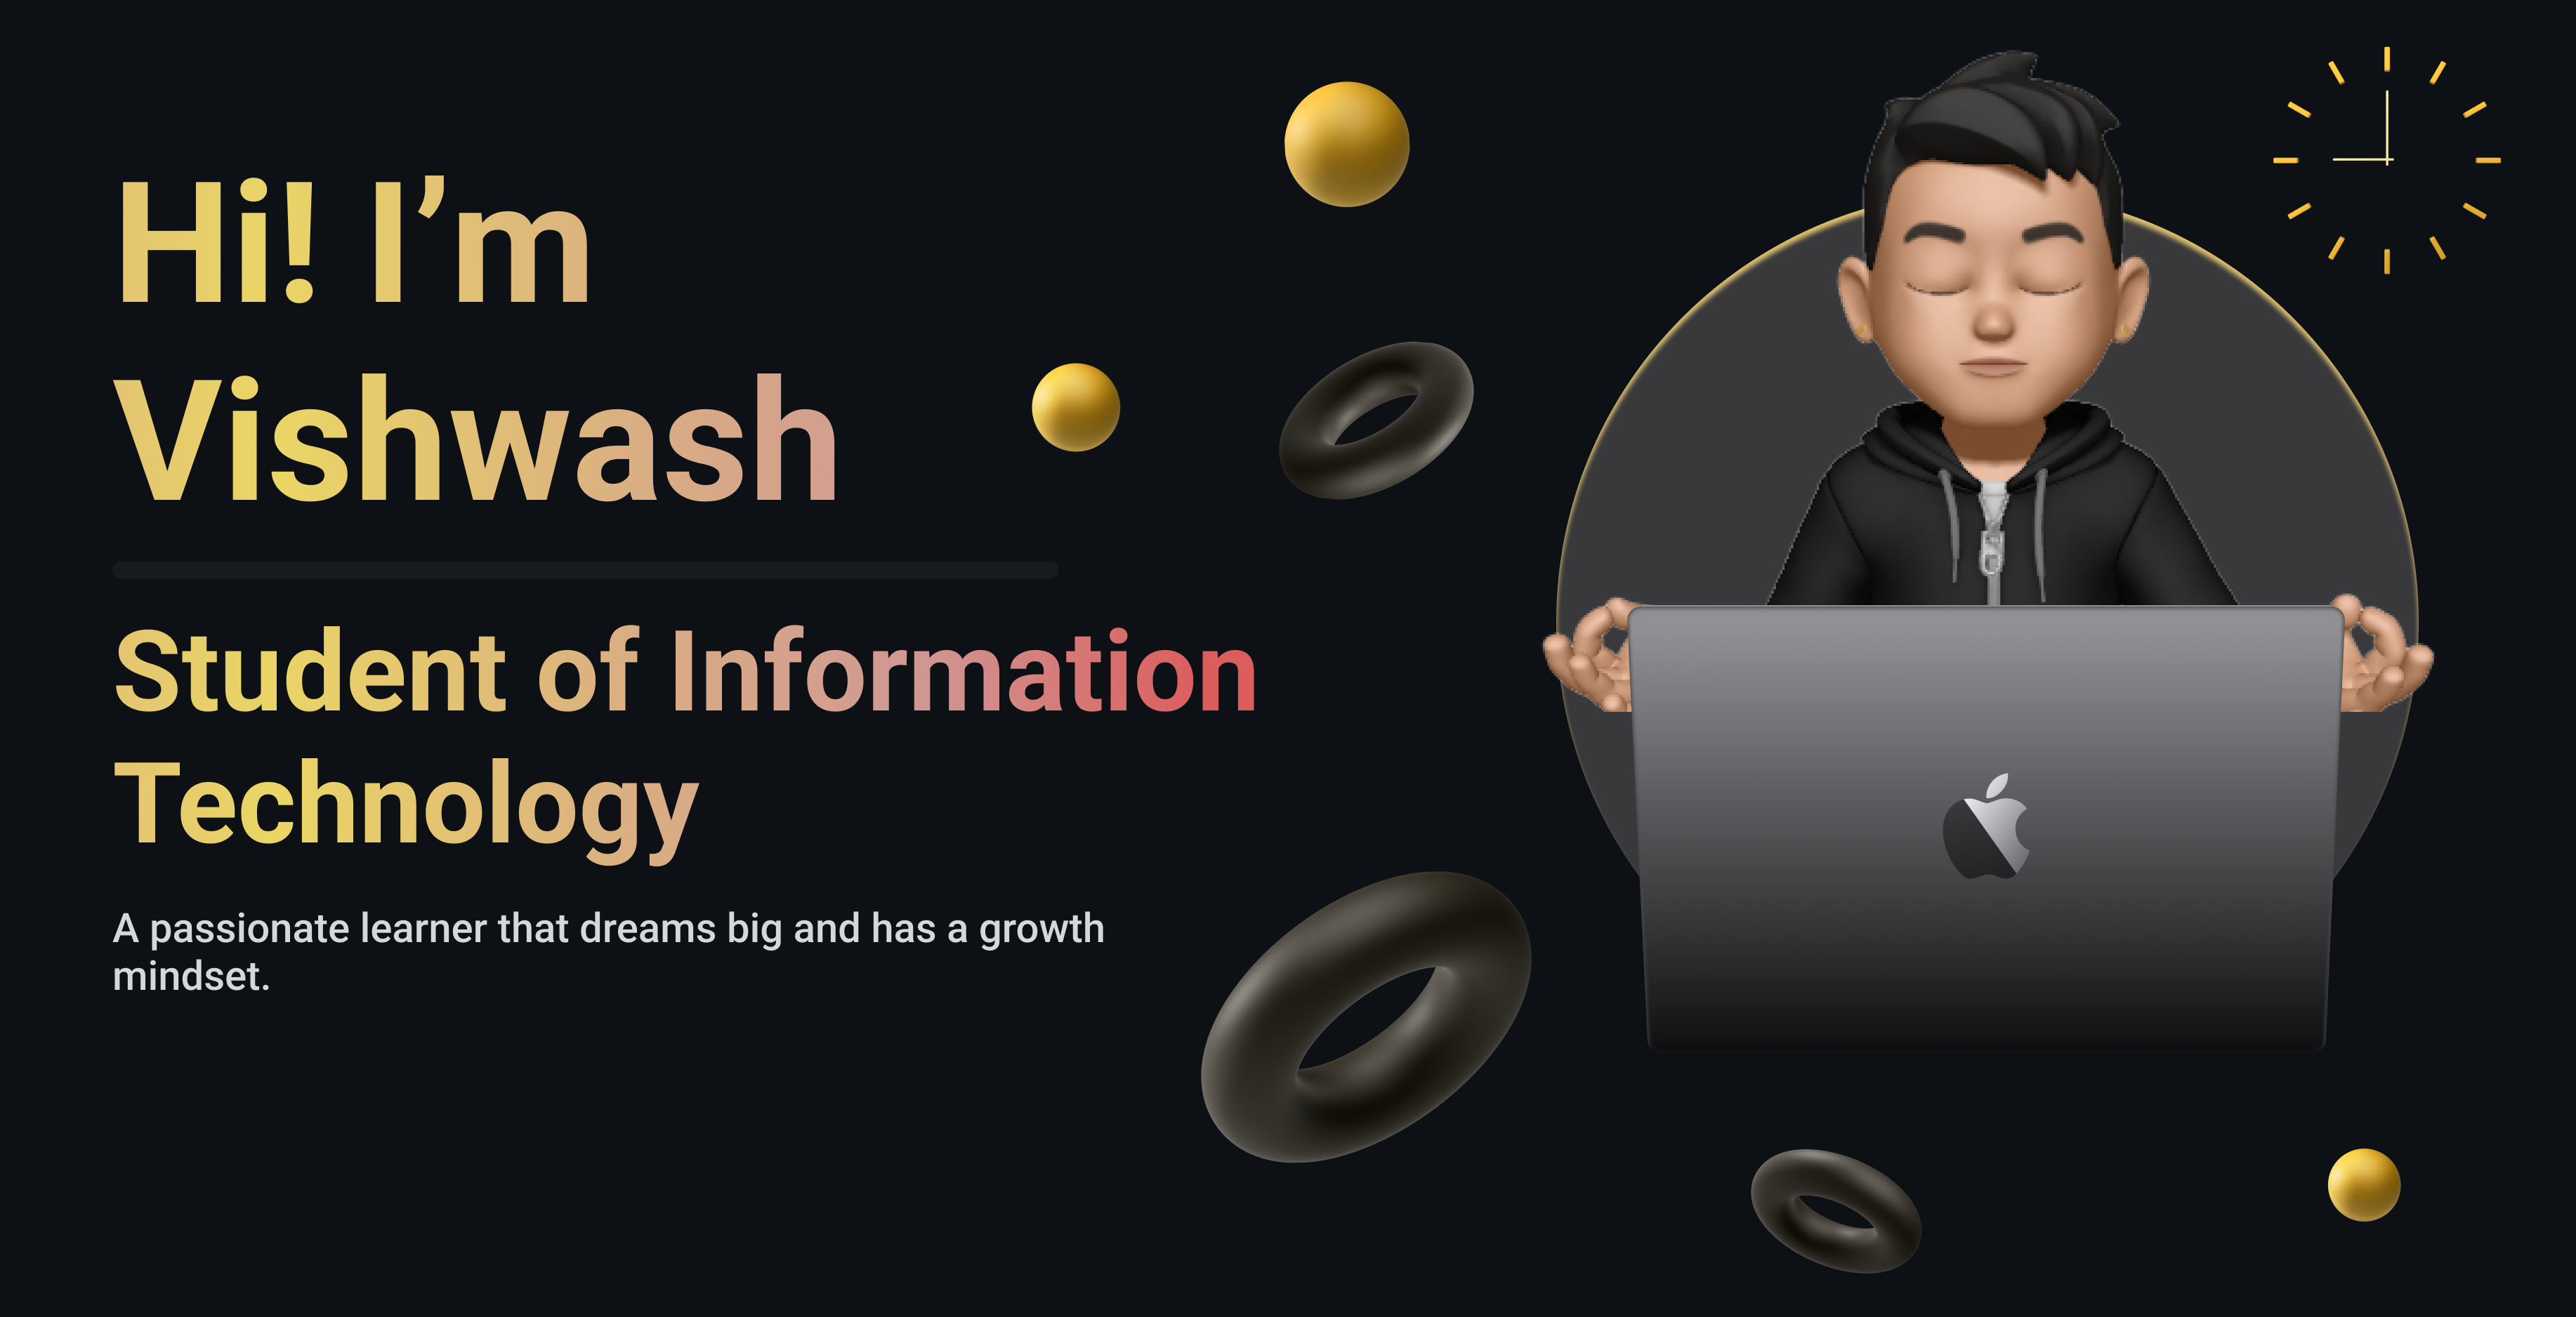 Hi! I’m
Vishwash
Student of Information
Technology
A passionate learner that dreams big and has a growth
mindset.